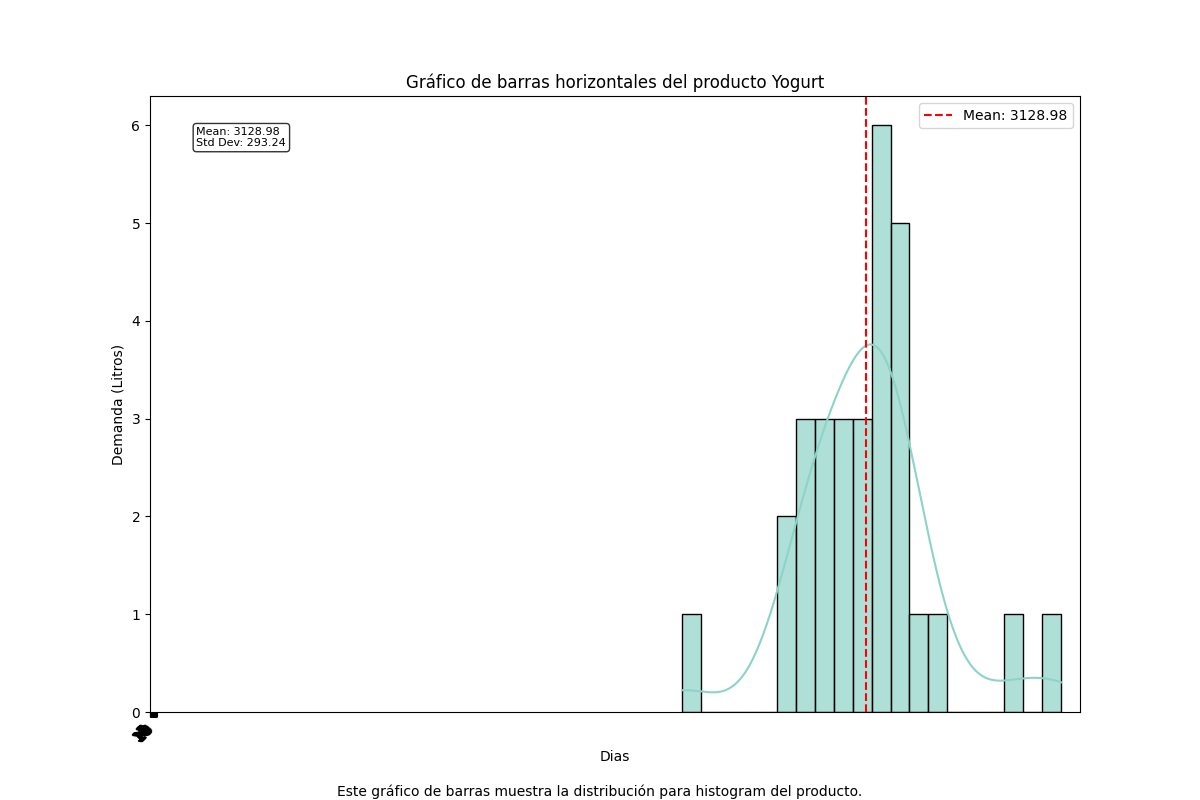 Gráfico de barras horizontales del producto Yogurt
Mean: 3128.98
Std Dev: 293.24
Mean: 3128.98
6
5
4
3
2
1
0
Demanda (Litros)
Dias
Este gráfico de barras muestra la distribución para histogram del producto.